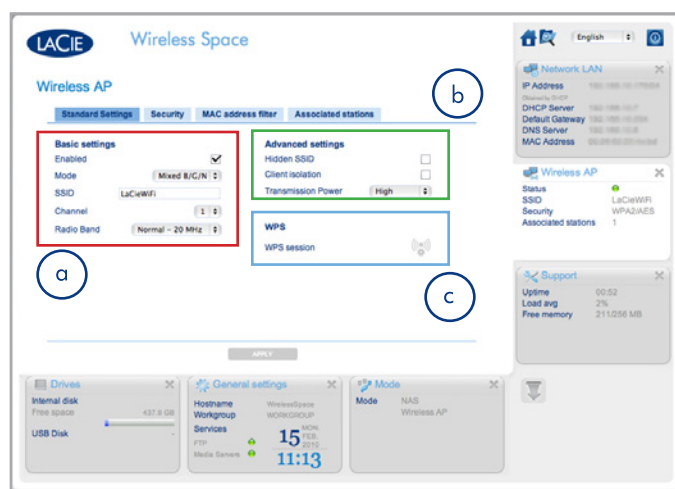 LACIE
Wireless Space
English
Wireless AP
Standard Settings Security MAC address filter Associated stations
b
Basic settings
Enabled
Mode Mixed B/G/N
SSID LaCieWiFi
Channel 1
Radio Band Normal - 20 MHz
a
Advanced settings
Hidden SSID
Client isolation
Transmission Power High
WPS
WPS session
c
APPLY
Network LAN
IP Address
Obtained by DHCP
DHCP Server
Default Gateway
DNS Server
MAC Address
Wireless AP
Status
SSID LaCieWiFi
Security WPA2/AES
Associated stations 1
Support
Uptime 00:52
Load avg 2%
Free memory 211/256 MB
Drives
Internal disk
Free space 437.8 GB
USB Disk -
General settings
Hostname WirelessSpace
Workgroup WORKGROUP
Services
FTP
Media Servers
15 MON. FEB. 2010
11:13
Mode
Mode NAS
Wireless AP